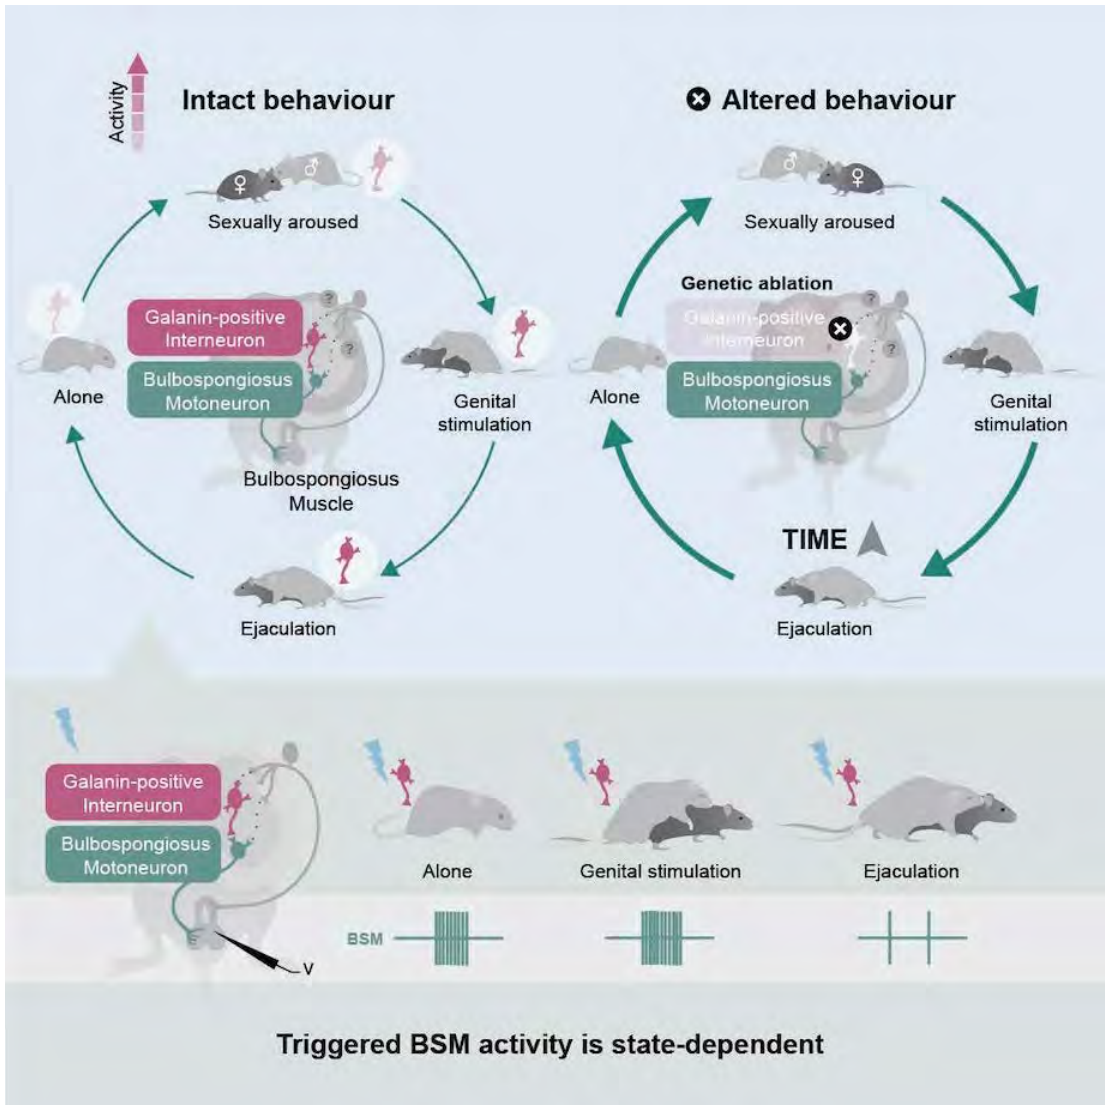 Activity
Intact behaviour
Altered behaviour
♀ ♂
Sexually aroused
♂ ♀
Sexually aroused
Galanin-positive
Interneuron
Bulbospongiosus
Motoneuron
?
?
Alone
Genital
stimulation
Bulbospongiosus
Muscle
Ejaculation
Genetic ablation
Galanin-positive
Interneuron
Bulbospongiosus
Motoneuron
?
?
Alone
Genital
stimulation
TIME
Ejaculation
Galanin-positive
Interneuron
Bulbospongiosus
Motoneuron
V
Alone
Genital stimulation
Ejaculation
BSM
Triggered BSM activity is state-dependent